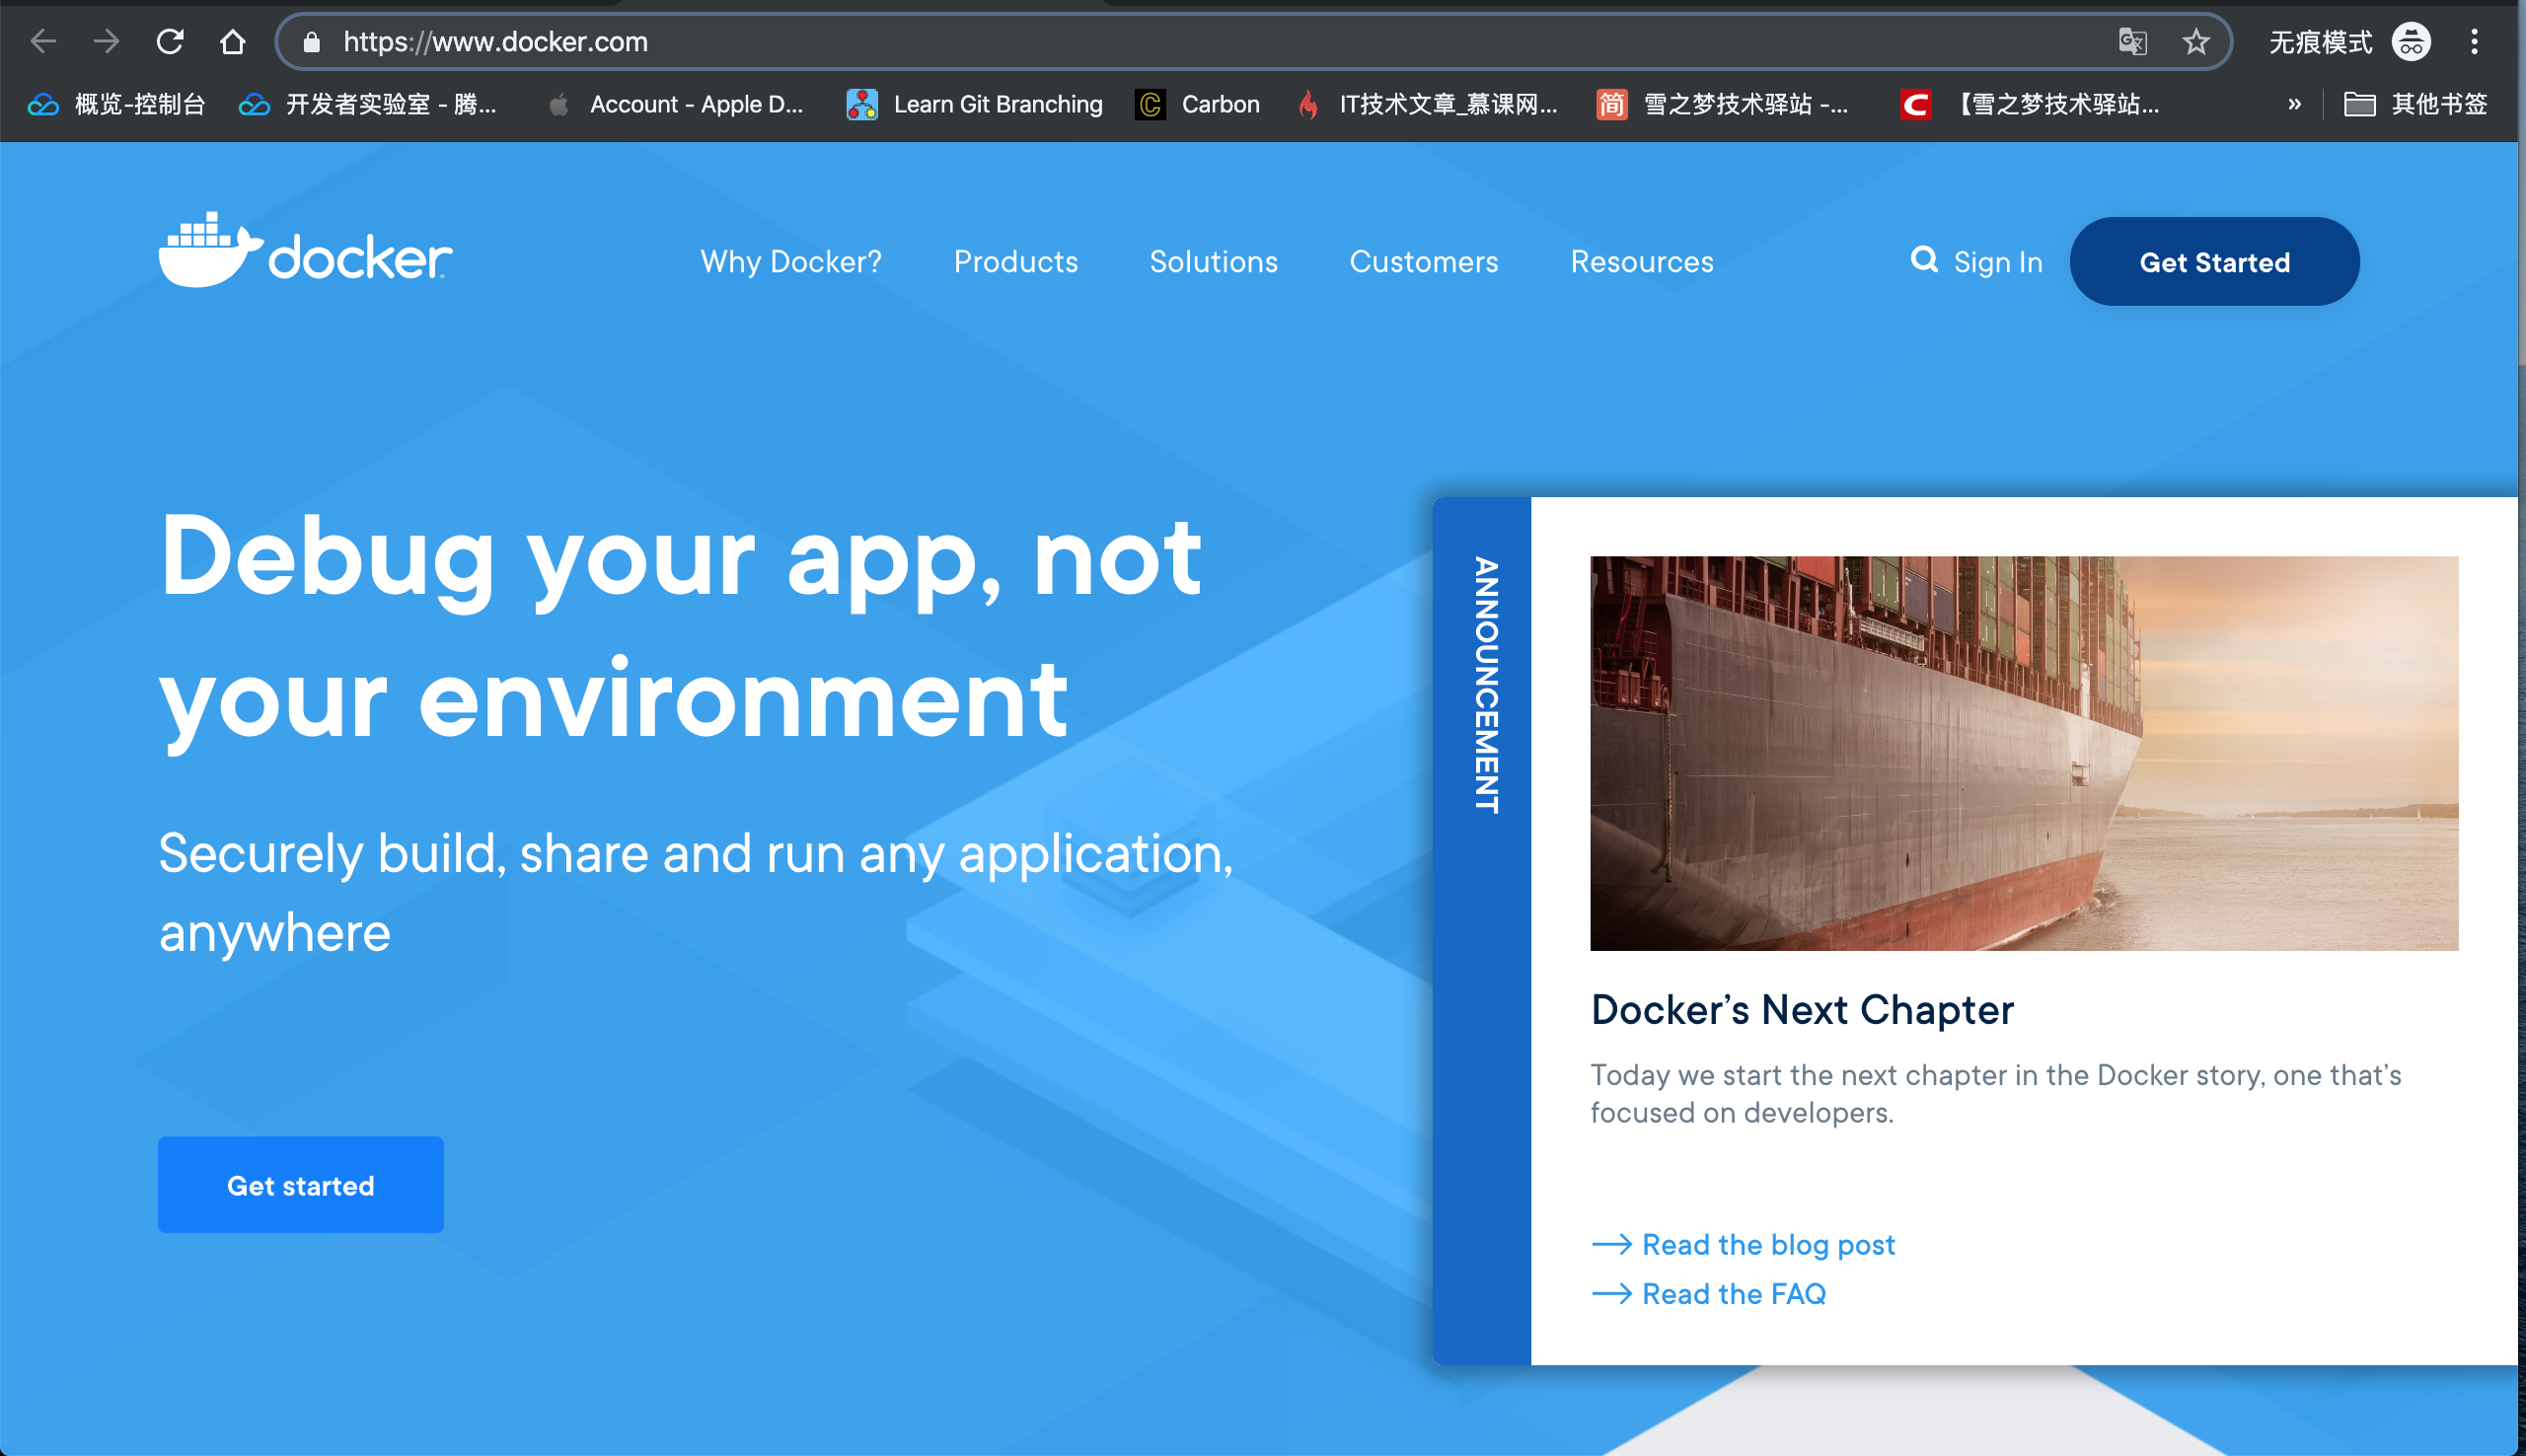 https://www.docker.com
无痕模式
概览-控制台
开发者实验室 - 腾...
Account - Apple D...
Learn Git Branching
Carbon
IT技术文章_慕课网...
简
雪之梦技术驿站 -...
【雪之梦技术驿站...
»
其他书签
docker
Why Docker?
Products
Solutions
Customers
Resources
Sign In
Get Started
Debug your app, not
your environment
Securely build, share and run any application,
anywhere
Get started
ANNOUNCEMENT
Docker’s Next Chapter
Today we start the next chapter in the Docker story, one that’s
focused on developers.
Read the blog post
Read the FAQ